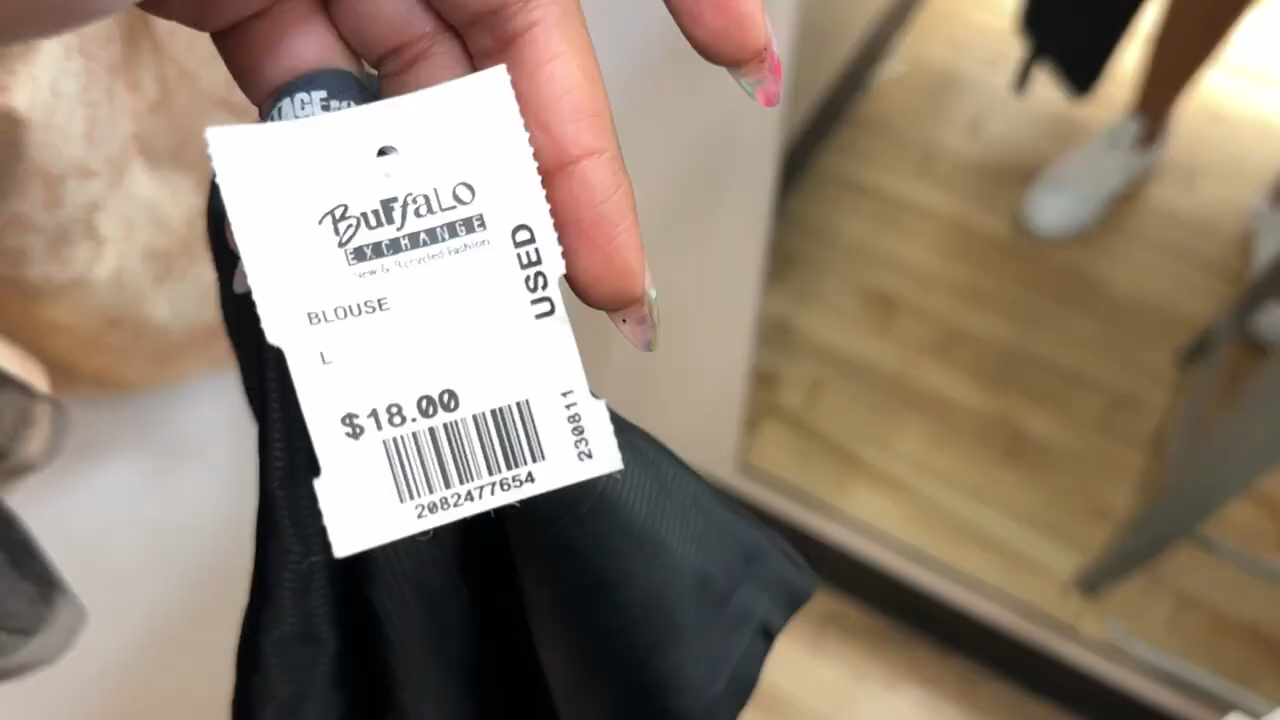 BuffaLO
EXCHANGE
New & Recycled Fashion
USED
BLOUSE
L
$18.00
230811
2082477654